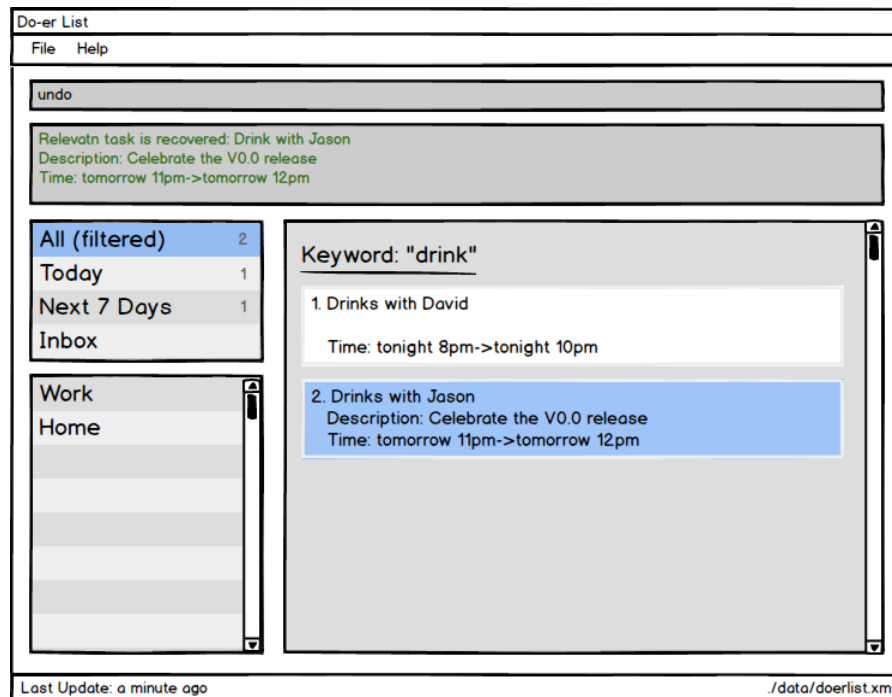 Do-er List
File Help
undo
Relevatn task is recovered: Drink with Jason
Description: Celebrate the V0.0 release
Time: tomorrow 11pm->tomorrow 12pm
All (filtered) 2
Today 1
Next 7 Days 1
Inbox
Work
Home
Keyword: "drink"
1. Drinks with David
Time: tonight 8pm->tonight 10pm
2. Drinks with Jason
Description: Celebrate the V0.0 release
Time: tomorrow 11pm->tomorrow 12pm
Last Update: a minute ago
./data/doerlist.xm